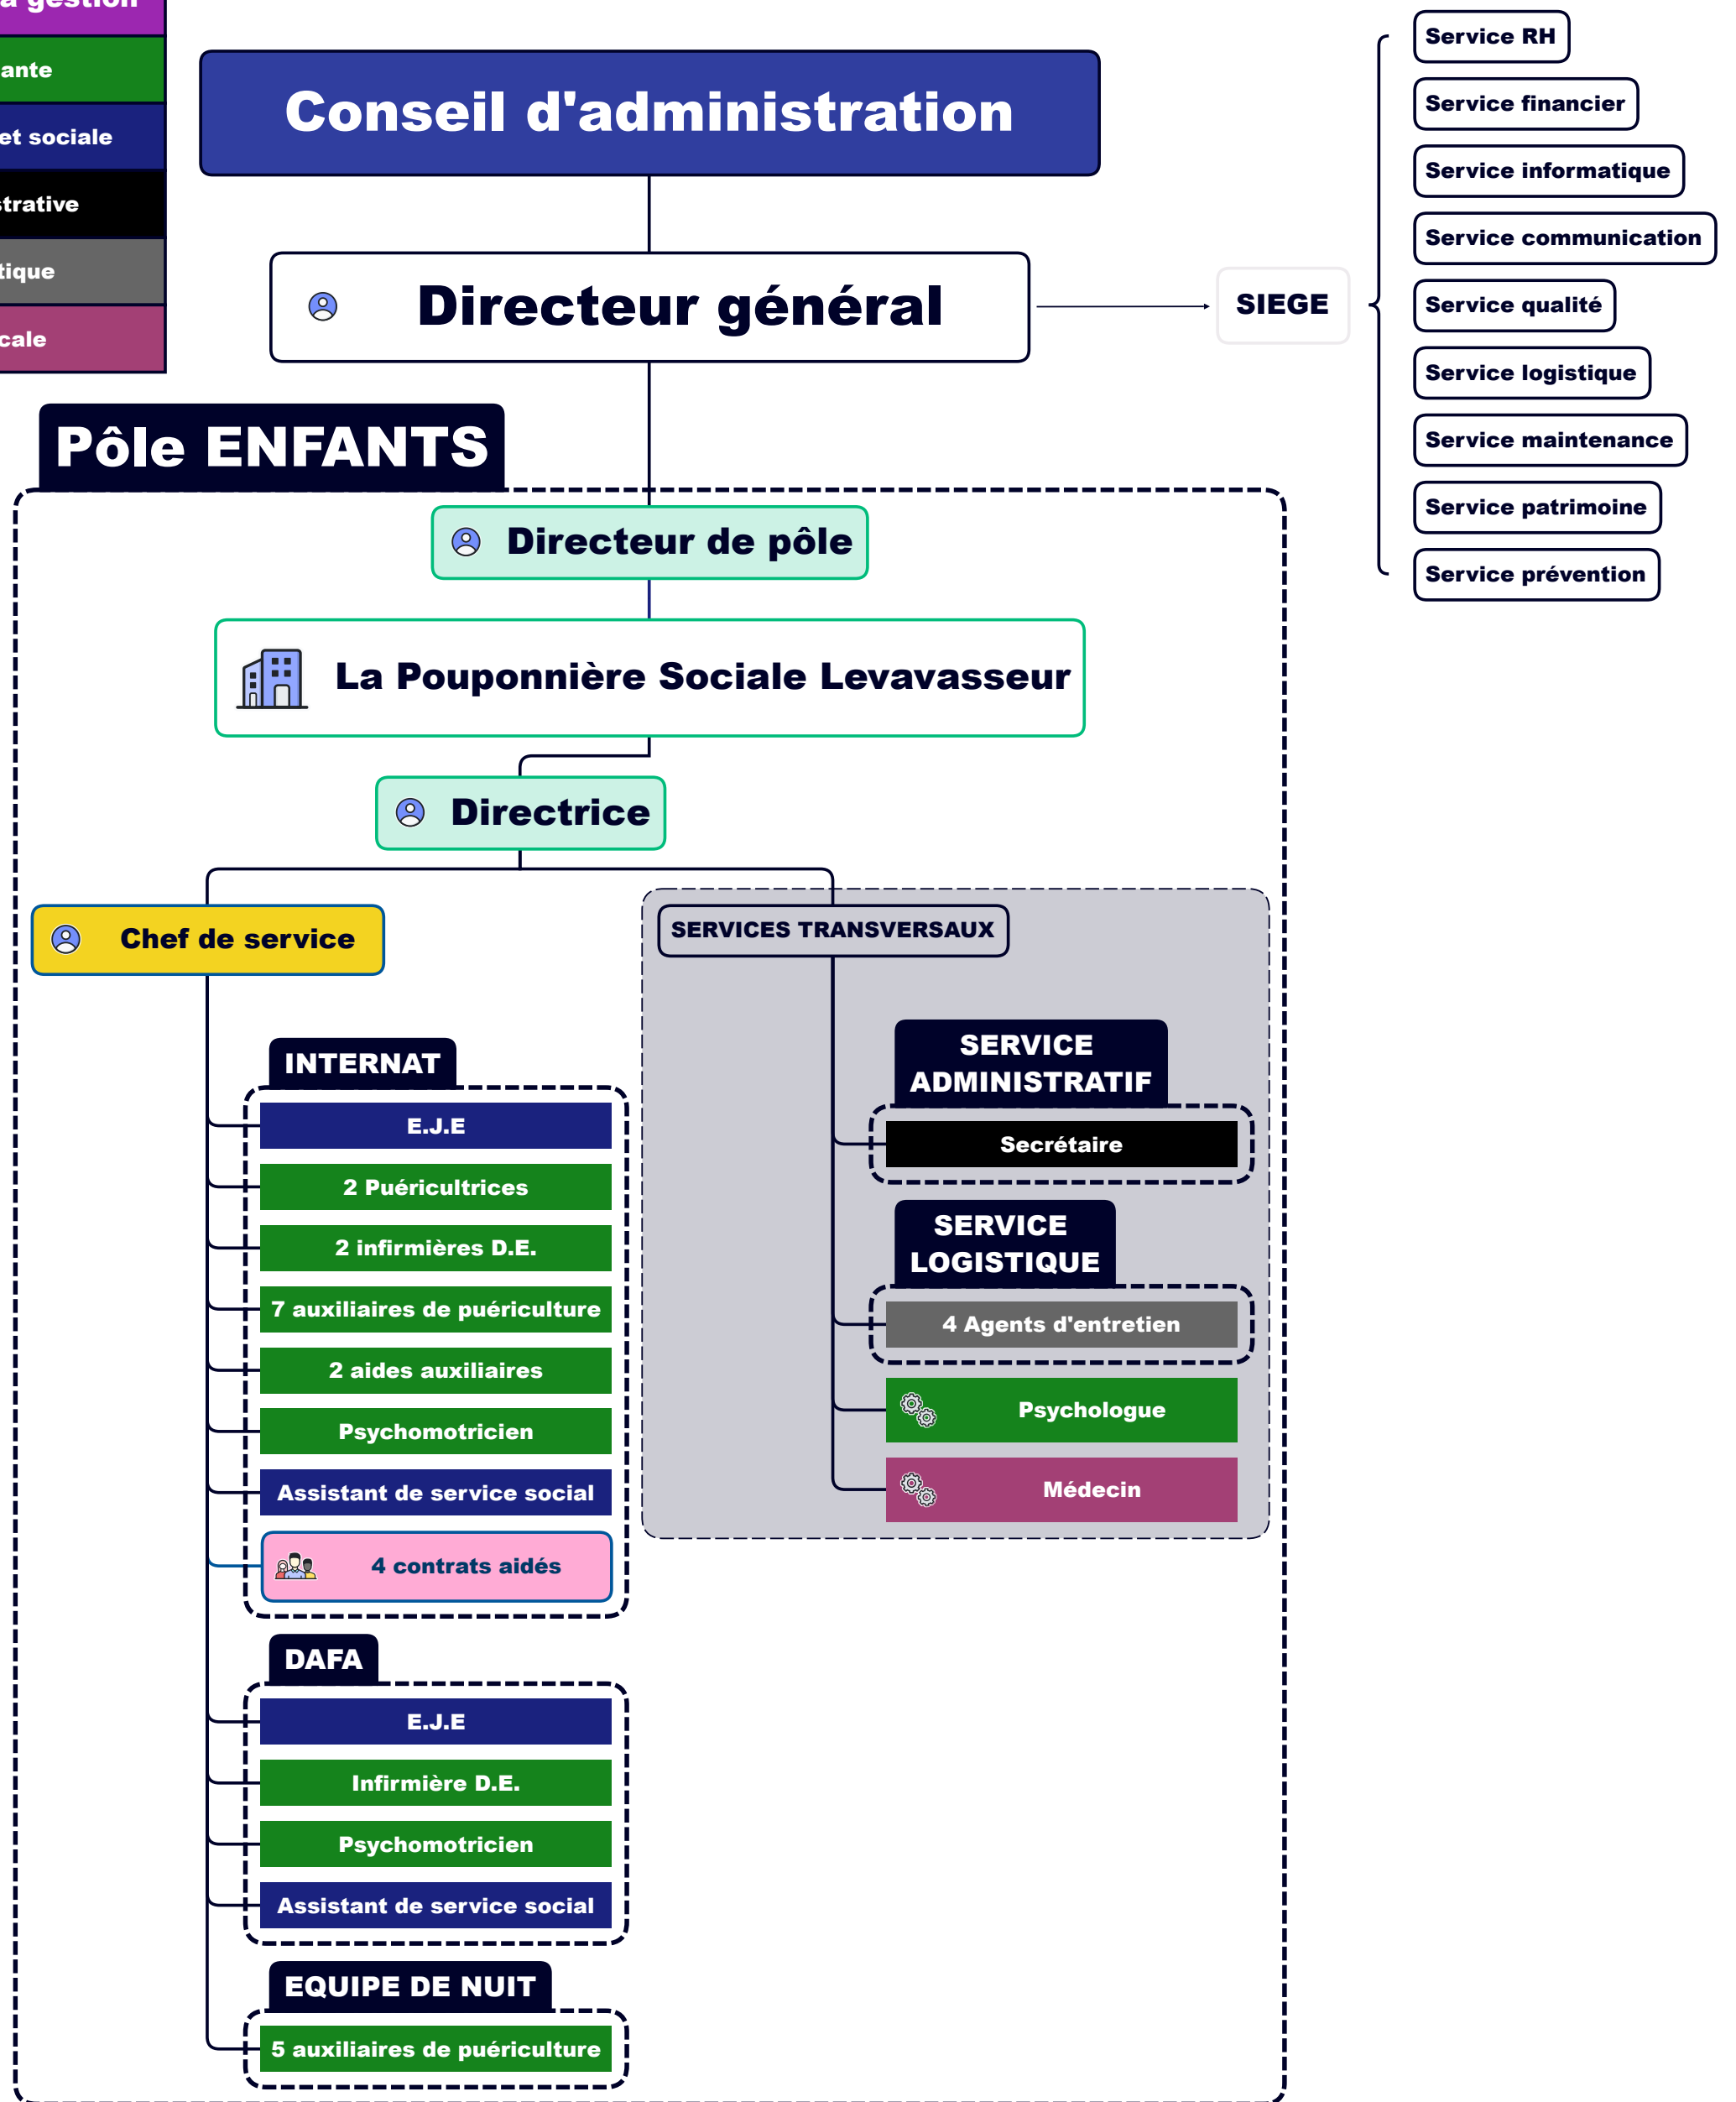 a gestion
ante
et sociale
strative
tique
cale
Conseil d'administration
Directeur général
SIEGE
Service RH
Service financier
Service informatique
Service communication
Service qualité
Service logistique
Service maintenance
Service patrimoine
Service prévention
Pôle ENFANTS
Directeur de pôle
La Pouponnière Sociale Levavasseur
Directrice
Chef de service
INTERNAT
E.J.E
2 Puéricultrices
2 infirmières D.E.
7 auxiliaires de puériculture
2 aides auxiliaires
Psychomotricien
Assistant de service social
4 contrats aidés
DAFA
E.J.E
Infirmière D.E.
Psychomotricien
Assistant de service social
EQUIPE DE NUIT
5 auxiliaires de puériculture
SERVICES TRANSVERSAUX
SERVICE
ADMINISTRATIF
Secrétaire
SERVICE
LOGISTIQUE
4 Agents d'entretien
Psychologue
Médecin